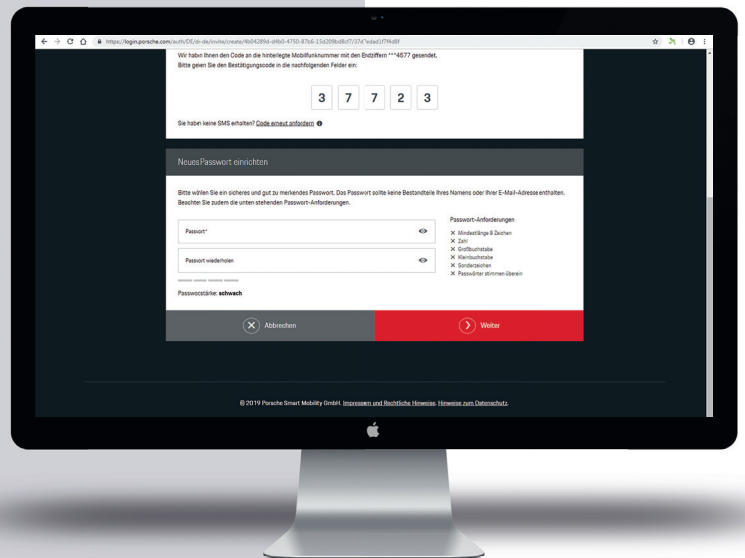 Wir habn Ihnen den Code an die hinterlegte Mobilfunknummer mit den Endziffern ***4677 gesendet.
Bitte geven Sie den Bestätigungscode in die nachfolgenden Felder ein:
3 7 7 2 3
Sie haben keine SMS erhalten? Code erneut anfordern
Neues Passwort einrichten
Bitte wählen Sie ein sicheres und gut zu merkendes Passwort. Das Passwort sollte keine Bestandteile Ihres Namens oder Ihrer E-Mail-Adresse enthalten.
Beachten Sie zudem die unten stehenden Passwort-Anforderungen.
Passwort*
Passwort wiederholen
Passwortstärke: schwach
Passwort-Anforderungen
Mindestlänge 8 Zeichen
Zahl
Großbuchstabe
Kleinbuchstabe
Sonderzeichen
Passwörter stimmen überein
Abbrechen
Weiter
© 2019 Porsche Smart Mobility GmbH. Impressum und Rechtliche Hinweise. Hinweise zum Datenschutz.